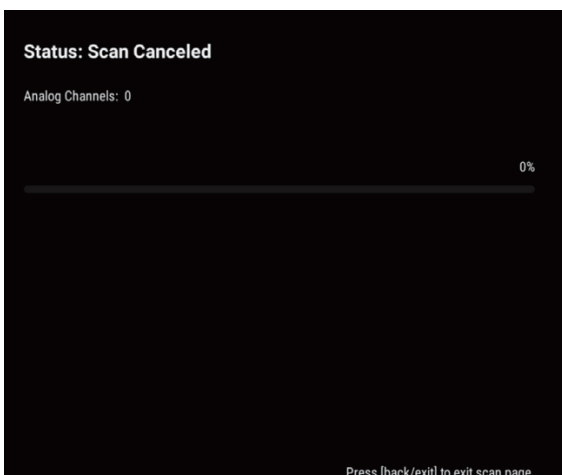 Status: Scan Canceled
Analog Channels: 0
0%
Press [back/exit] to exit scan page